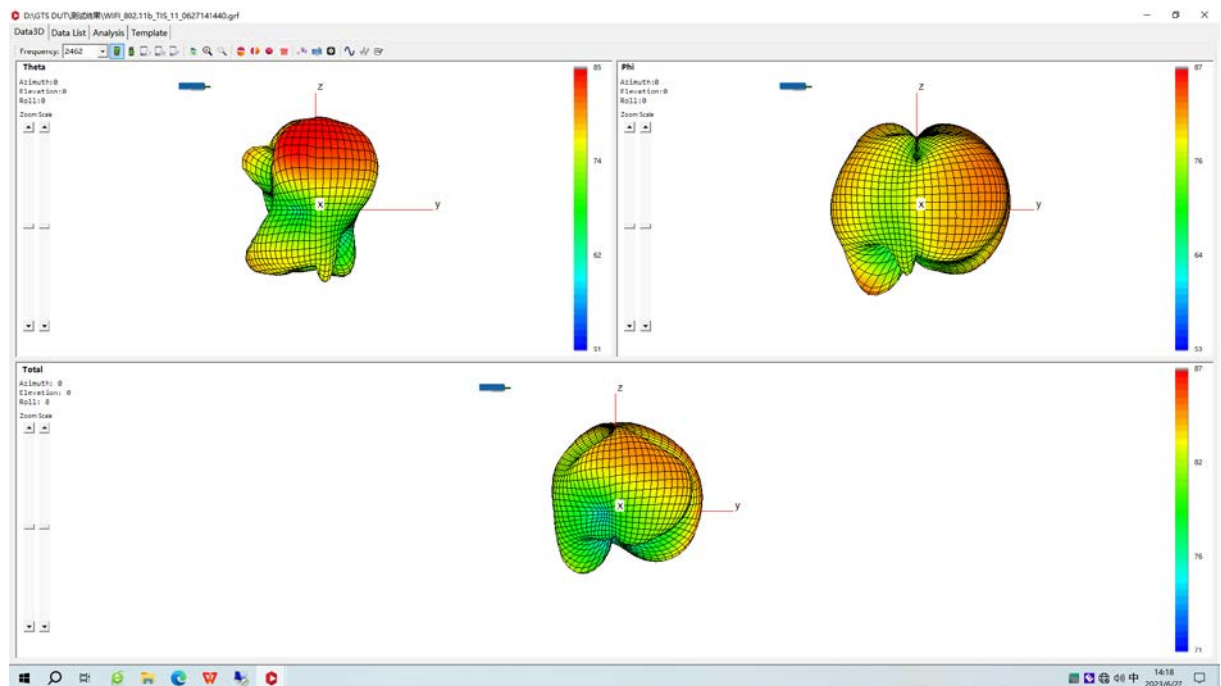 D:\GTS DUT\测试结果\WIFI_802.11b_TIS_11_0627141440.grf
Data3D Data List Analysis Template
Frequency: 2462
Theta
Azimuth:0
Elevation:0
Roll:0
Zoom Scale
z
x
y
85
74
62
51
Phi
Azimuth:0
Elevation:0
Roll:0
Zoom Scale
z
x
y
87
76
64
53
Total
Azimuth: 0
Elevation: 0
Roll: 0
Zoom Scale
z
x
y
87
82
76
71
中
14:18
2023/6/27